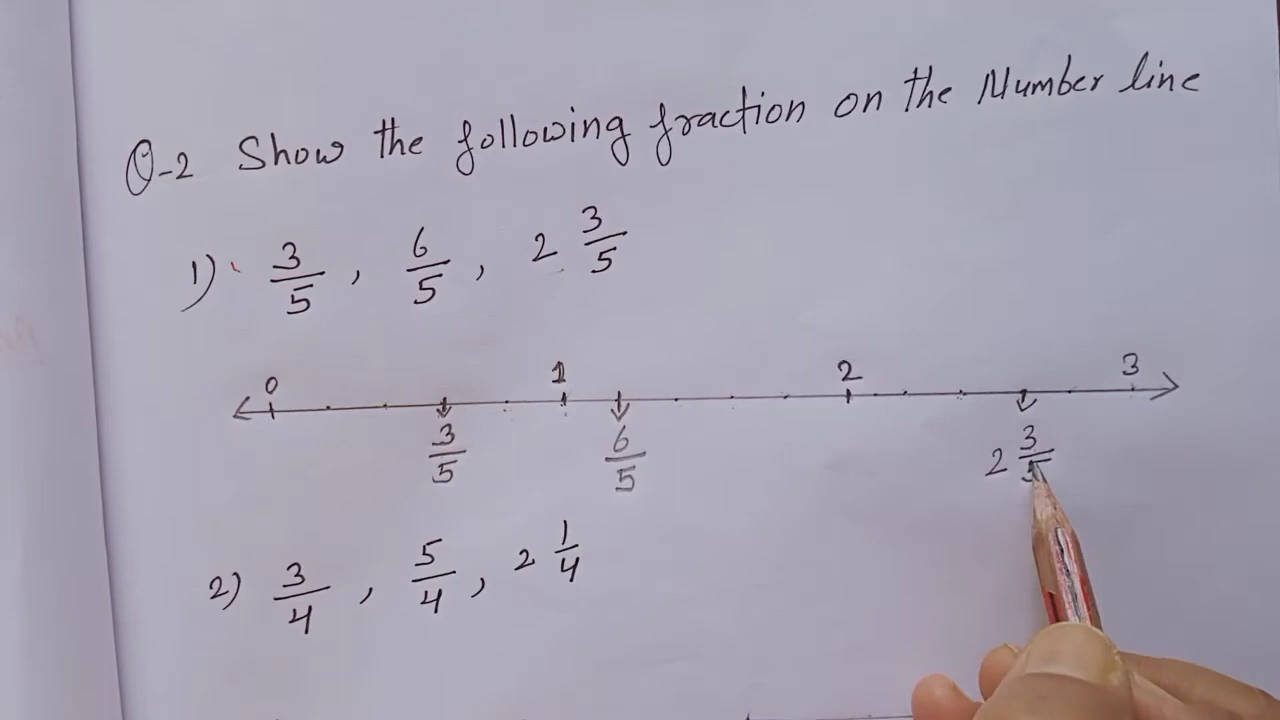 Q-2 Show the following fraction on the Number line
1) 3/5 , 6/5 , 2 3/5
0 1 2 3
3/5 6/5 2 3/5
2) 3/4 , 5/4 , 2 1/4